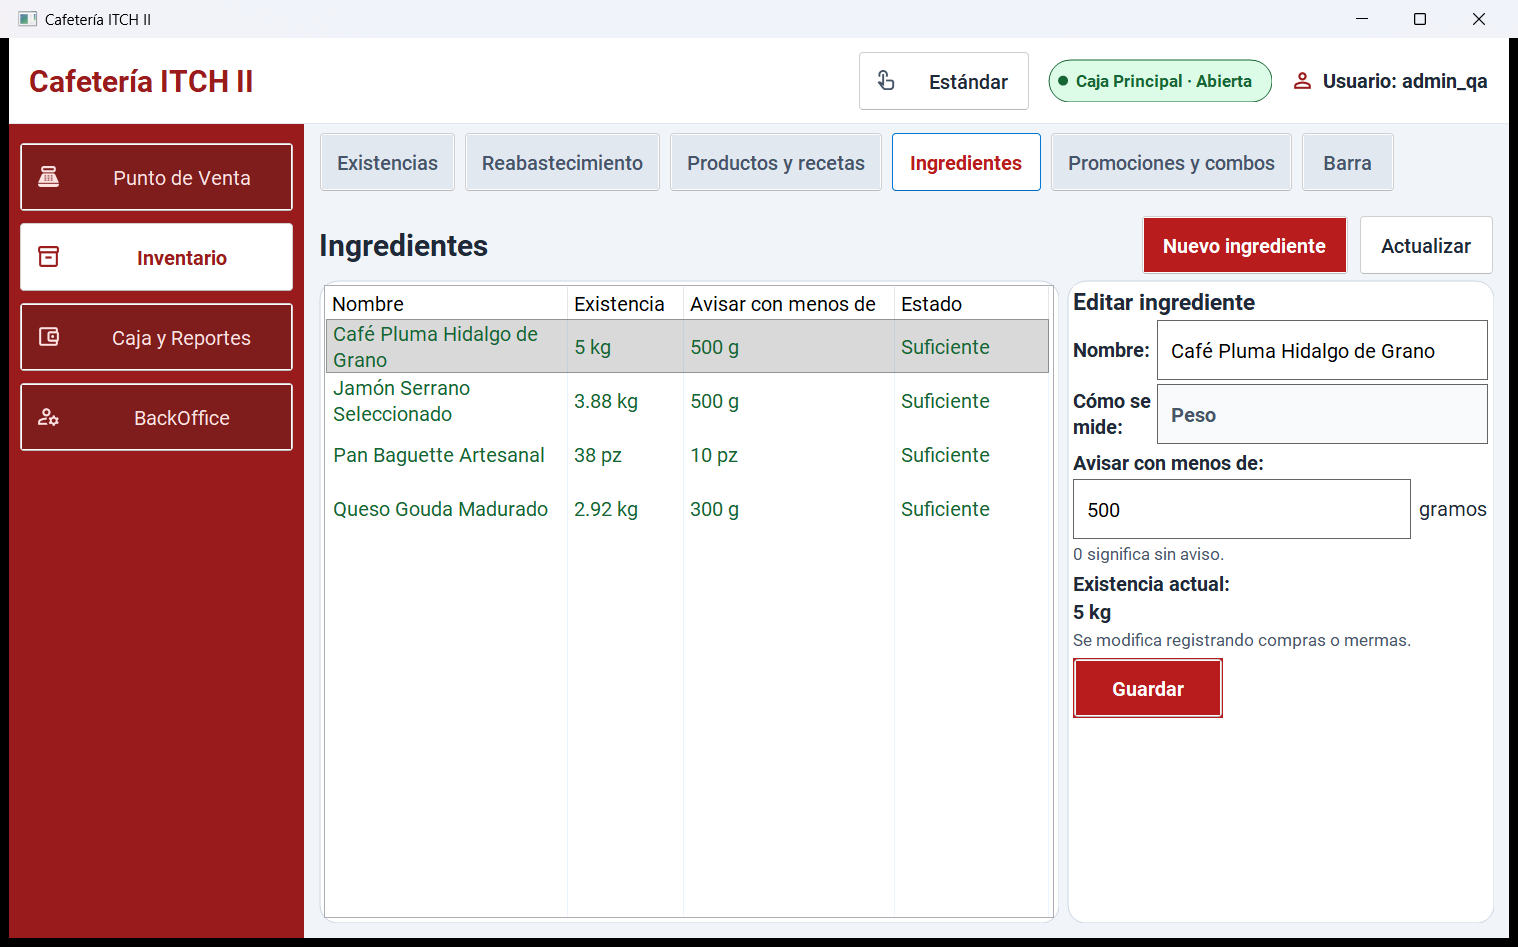 Cafetería ITCH II
Cafetería ITCH II
Estándar
Caja Principal · Abierta
Usuario: admin_qa
Punto de Venta
Inventario
Caja y Reportes
BackOffice
Existencias
Reabastecimiento
Productos y recetas
Ingredientes
Promociones y combos
Barra
Ingredientes
Nuevo ingrediente
Actualizar
Nombre Existencia Avisar con menos de Estado
Café Pluma Hidalgo de
Grano
5 kg 500 g Suficiente
Jamón Serrano
Seleccionado
3.88 kg 500 g Suficiente
Pan Baguette Artesanal 38 pz 10 pz Suficiente
Queso Gouda Madurado 2.92 kg 300 g Suficiente
Editar ingrediente
Nombre: Café Pluma Hidalgo de Grano
Cómo se
mide:
Peso
Avisar con menos de:
500 gramos
0 significa sin aviso.
Existencia actual:
5 kg
Se modifica registrando compras o mermas.
Guardar